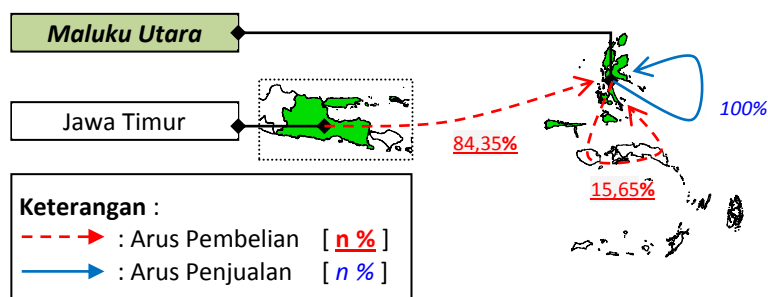 Maluku Utara
Jawa Timur
100%
84,35%
15,65%
Keterangan :
: Arus Pembelian [ n % ]
: Arus Penjualan [ n % ]